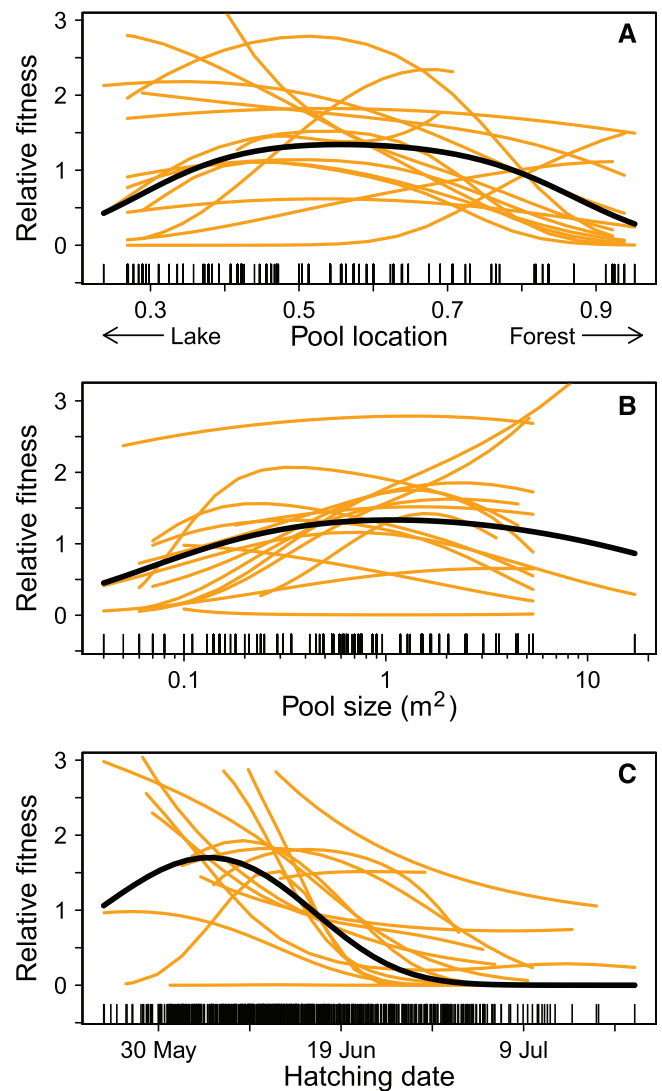 A
Relative fitness
3
2
1
0
0.3 0.5 0.7 0.9
Lake Pool location Forest
B
Relative fitness
3
2
1
0
0.1 1 10
Pool size (m²)
C
Relative fitness
3
2
1
0
30 May 19 Jun 9 Jul
Hatching date